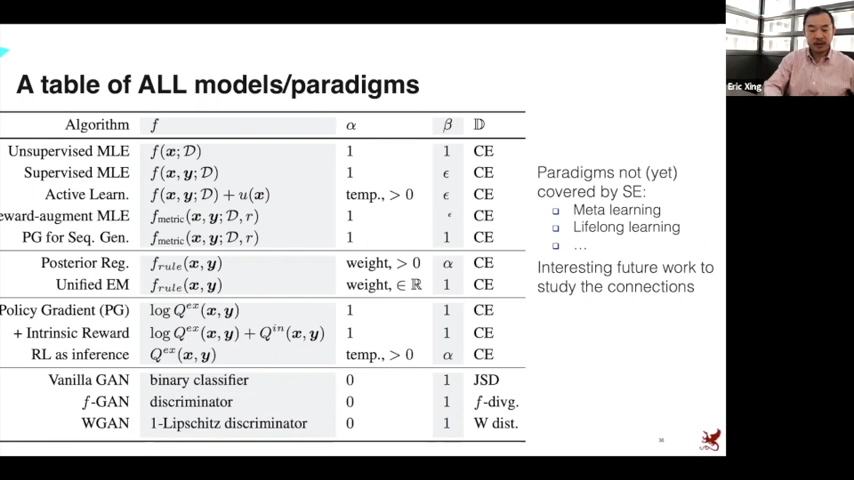 A table of ALL models/paradigms
Eric Xing
Algorithm f α β 𝔻
Unsupervised MLE f(x; D) 1 1 CE
Supervised MLE f(x, y; D) 1 ϵ CE
Active Learn. f(x, y; D) + u(x) temp., > 0 ϵ CE
eward-augment MLE f_metric(x, y; D, r) 1 ϵ CE
PG for Seq. Gen. f_metric(x, y; D, r) 1 1 CE
Posterior Reg. f_rule(x, y) weight, > 0 α CE
Unified EM f_rule(x, y) weight, ∈ ℝ 1 CE
Policy Gradient (PG) log Q^ex(x, y) 1 1 CE
+ Intrinsic Reward log Q^ex(x, y) + Q^in(x, y) 1 1 CE
RL as inference Q^ex(x, y) temp., > 0 α CE
Vanilla GAN binary classifier 0 1 JSD
f-GAN discriminator 0 1 f-divg.
WGAN 1-Lipschitz discriminator 0 1 W dist.
Paradigms not (yet)
covered by SE:
Meta learning
Lifelong learning
…
Interesting future work to
study the connections